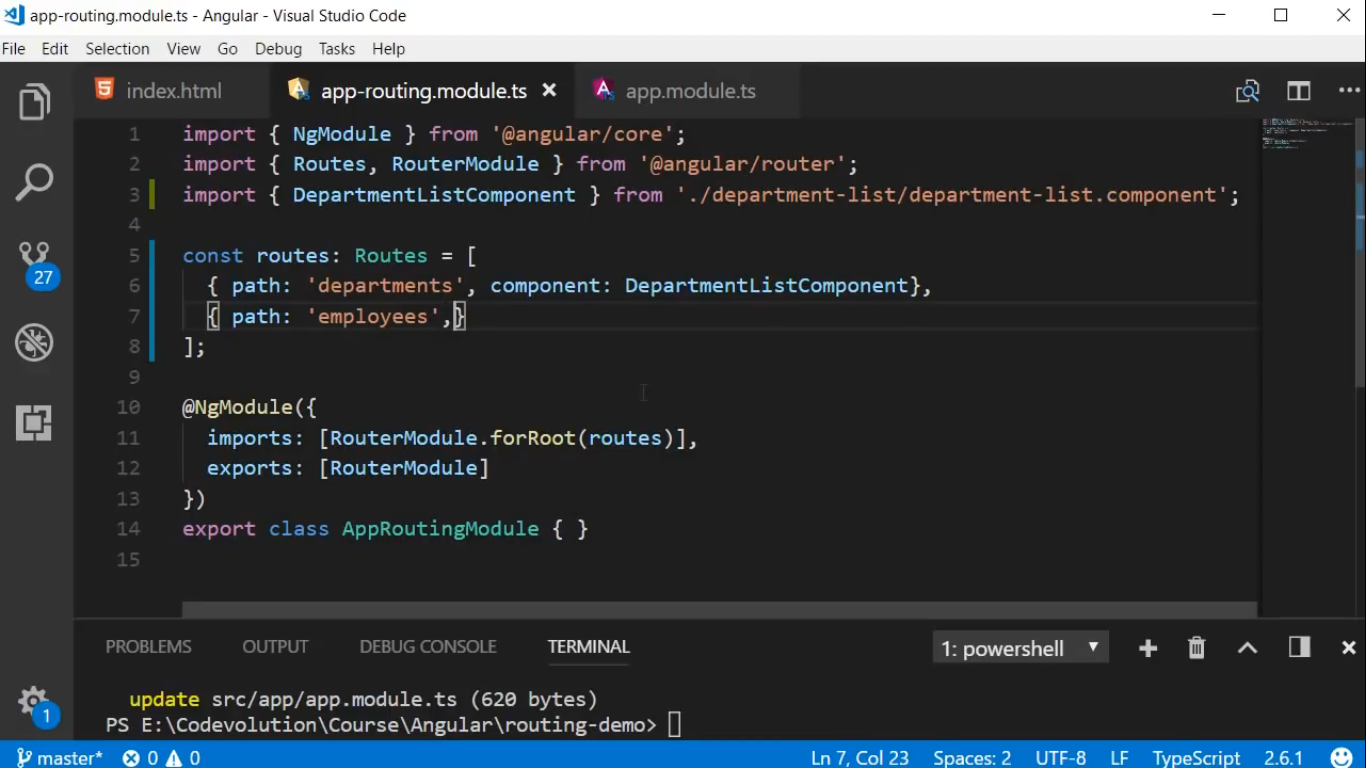 app-routing.module.ts - Angular - Visual Studio Code
File Edit Selection View Go Debug Tasks Help
index.html app-routing.module.ts app.module.ts
1 import { NgModule } from '@angular/core';
2 import { Routes, RouterModule } from '@angular/router';
3 import { DepartmentListComponent } from './department-list/department-list.component';
4
5 const routes: Routes = [
6 { path: 'departments', component: DepartmentListComponent},
7 { path: 'employees',}
8 ];
9
10 @NgModule({
11 imports: [RouterModule.forRoot(routes)],
12 exports: [RouterModule]
13 })
14 export class AppRoutingModule { }
15
27
PROBLEMS OUTPUT DEBUG CONSOLE TERMINAL 1: powershell
update src/app/app.module.ts (620 bytes)
PS E:\Codevolution\Course\Angular\routing-demo>
1
master* 0 0 Ln 7, Col 23 Spaces: 2 UTF-8 LF TypeScript 2.6.1